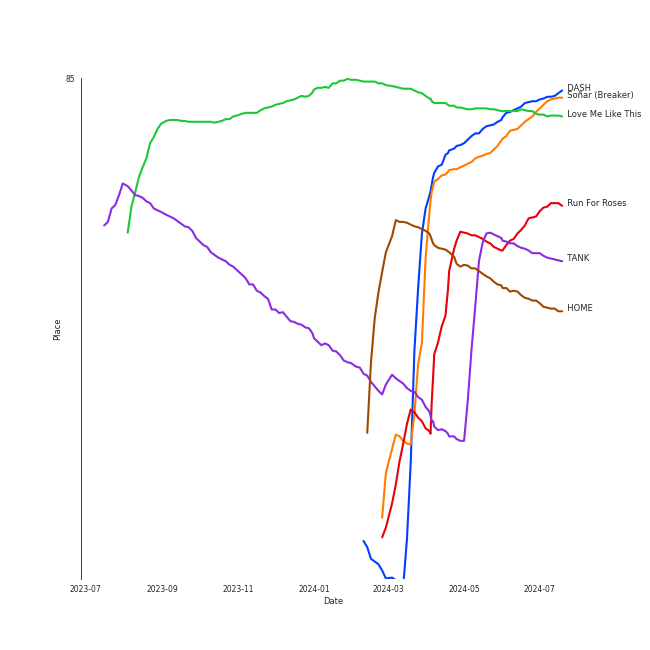 85
DASH
Sonar (Breaker)
Love Me Like This
Run For Roses
TANK
HOME
Place
2023-07 2023-09 2023-11 2024-01 2024-03 2024-05 2024-07
Date